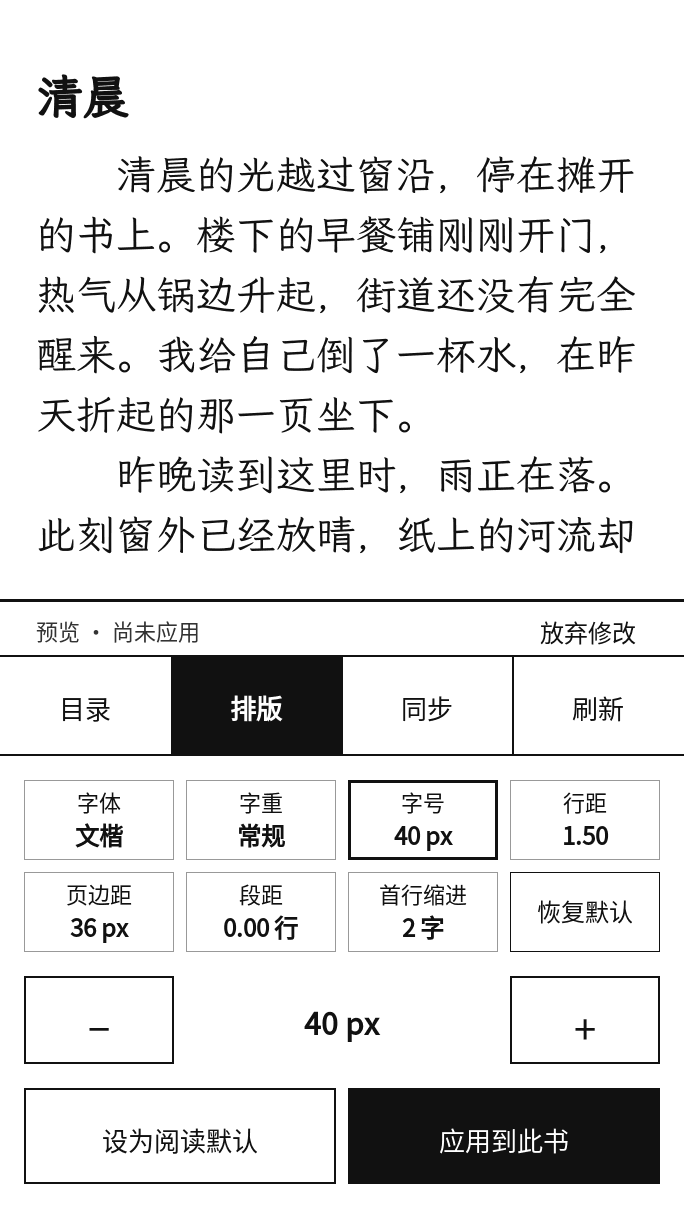 清晨
清晨的光越过窗沿，停在摊开
的书上。楼下的早餐铺刚刚开门，
热气从锅边升起，街道还没有完全
醒来。我给自己倒了一杯水，在昨
天折起的那一页坐下。
昨晚读到这里时，雨正在落。
此刻窗外已经放晴，纸上的河流却
预览 · 尚未应用 放弃修改
目录 排版 同步 刷新
字体 字重 字号 行距
文楷 常规 40 px 1.50
页边距 段距 首行缩进 恢复默认
36 px 0.00 行 2 字
− 40 px +
设为阅读默认 应用到此书